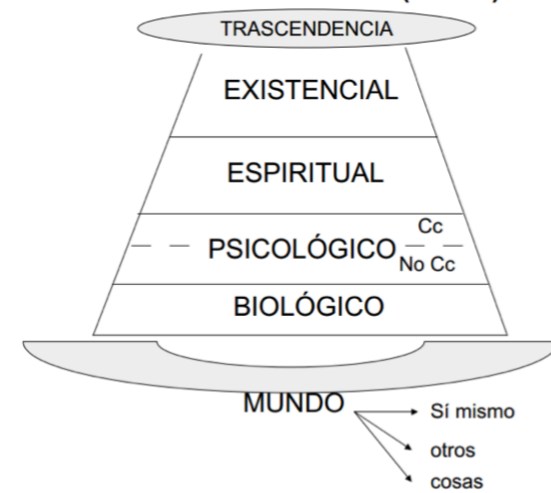 TRASCENDENCIA
EXISTENCIAL
ESPIRITUAL
Cc
PSICOLÓGICO
No Cc
BIOLÓGICO
MUNDO
Sí mismo
otros
cosas